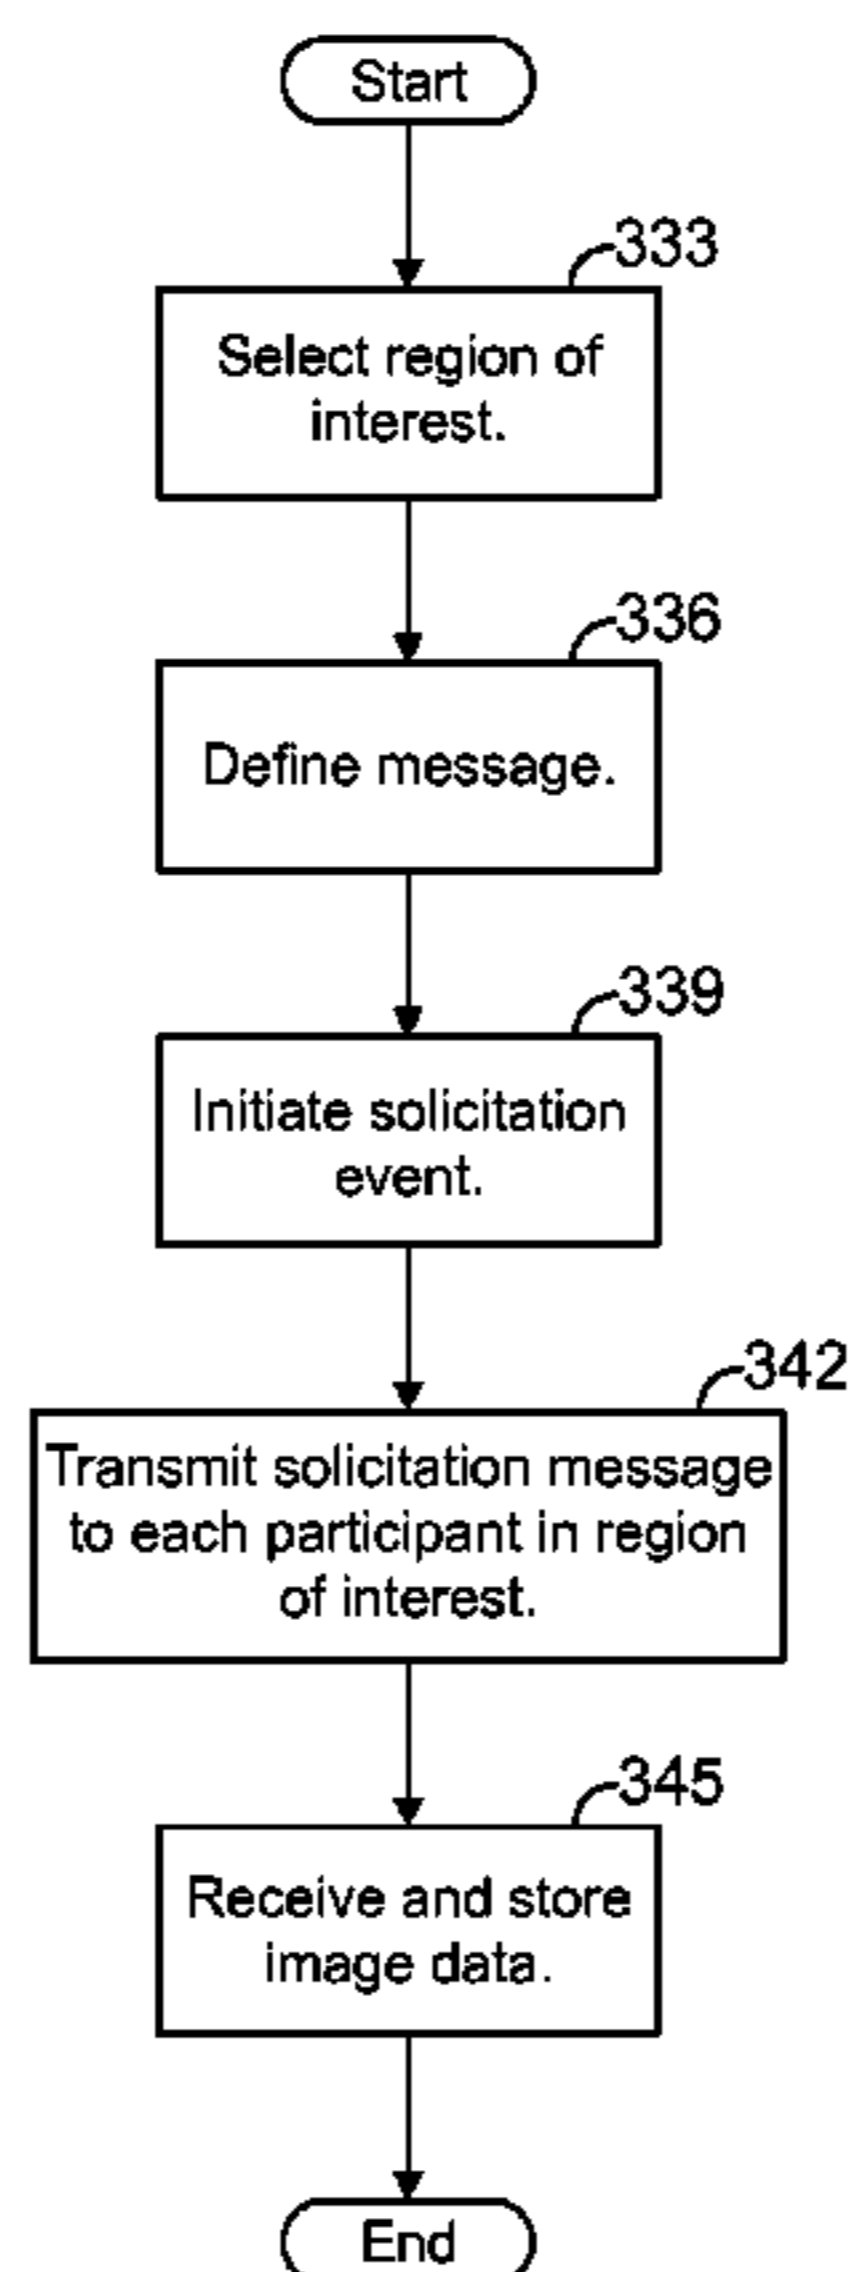 Start
333
Select region of
interest.
336
Define message.
339
Initiate solicitation
event.
342
Transmit solicitation message
to each participant in region
of interest.
345
Receive and store
image data.
End